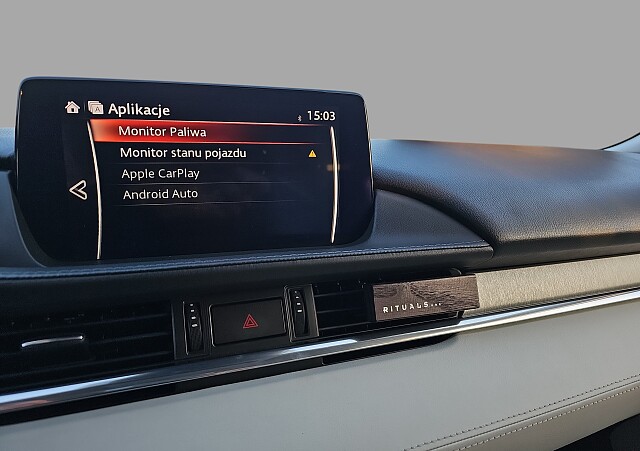 Aplikacje
15:03
Monitor Paliwa
Monitor stanu pojazdu
Apple CarPlay
Android Auto
RITUALS...